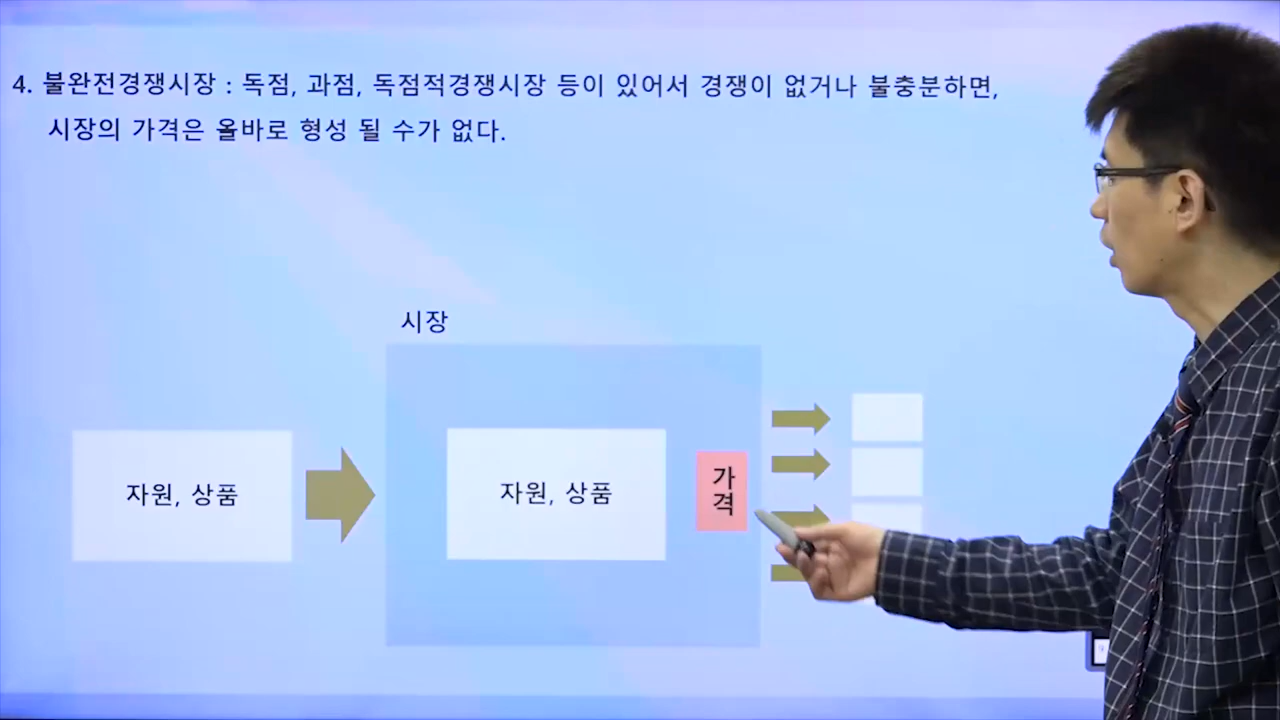 4. 불완전경쟁시장 : 독점, 과점, 독점적경쟁시장 등이 있어서 경쟁이 없거나 불충분하면,
시장의 가격은 올바로 형성 될 수가 없다.
시장
자원, 상품
자원, 상품
가
격